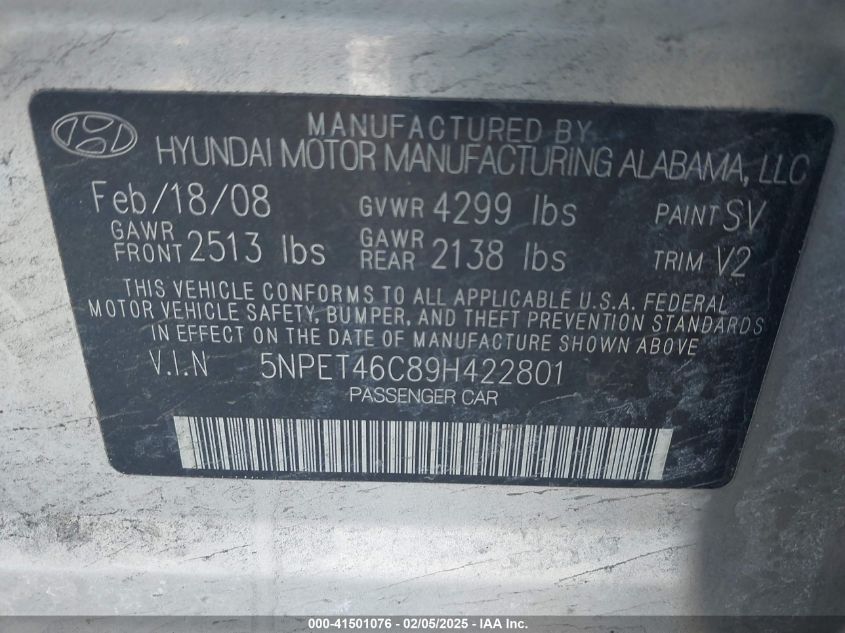 MANUFACTURED BY
HYUNDAI MOTOR MANUFACTURING ALABAMA, LLC
Feb/18/08 GVWR 4299 lbs PAINT SV
GAWR FRONT 2513 lbs GAWR REAR 2138 lbs TRIM V2
THIS VEHICLE CONFORMS TO ALL APPLICABLE U.S.A. FEDERAL
MOTOR VEHICLE SAFETY, BUMPER, AND THEFT PREVENTION STANDARDS
IN EFFECT ON THE DATE OF MANUFACTURE SHOWN ABOVE.
V.I.N 5NPET46C89H422801
PASSENGER CAR
000-41501076 - 02/05/2025 - IAA Inc.